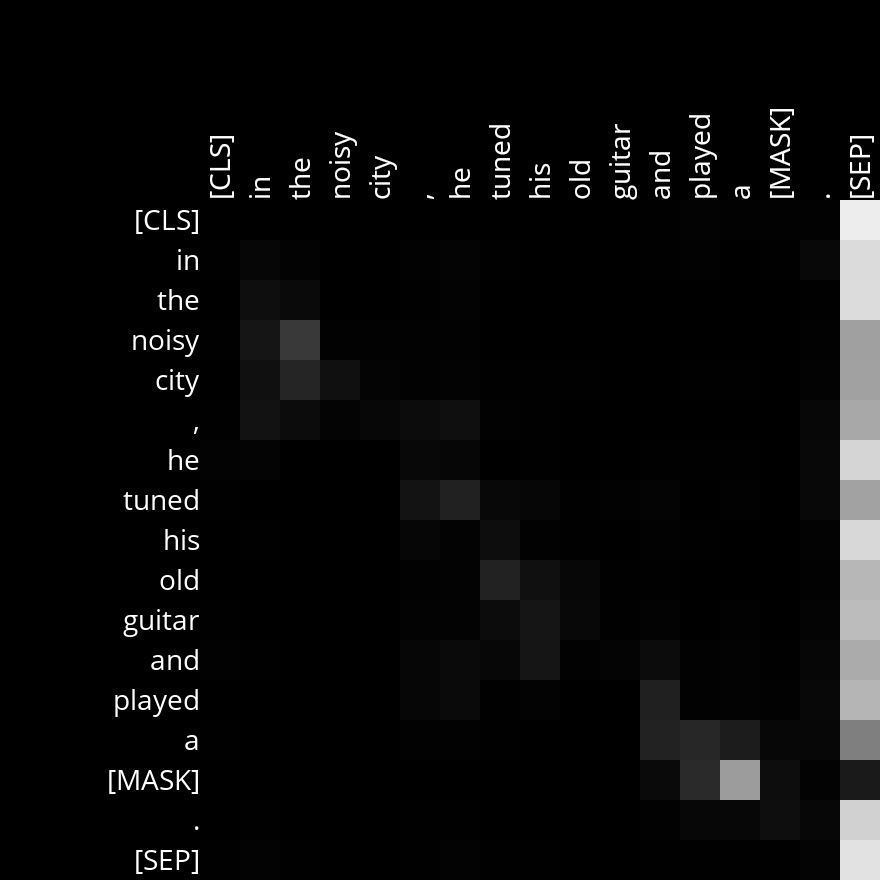 [CLS] in the noisy city , he tuned his old guitar and played a [MASK] . [SEP]
[CLS]
in
the
noisy
city
,
he
tuned
his
old
guitar
and
played
a
[MASK]
.
[SEP]